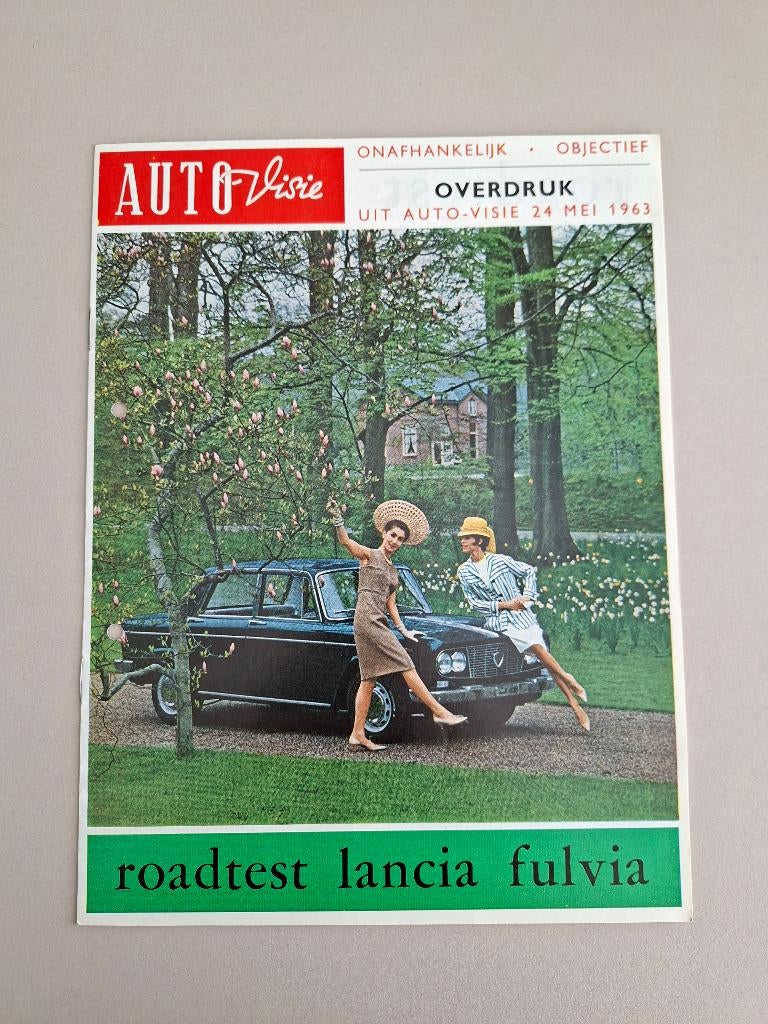 AUTO-Visie
ONAFHANKELIJK • OBJECTIEF
OVERDRUK
UIT AUTO-VISIE 24 MEI 1963
roadtest lancia fulvia